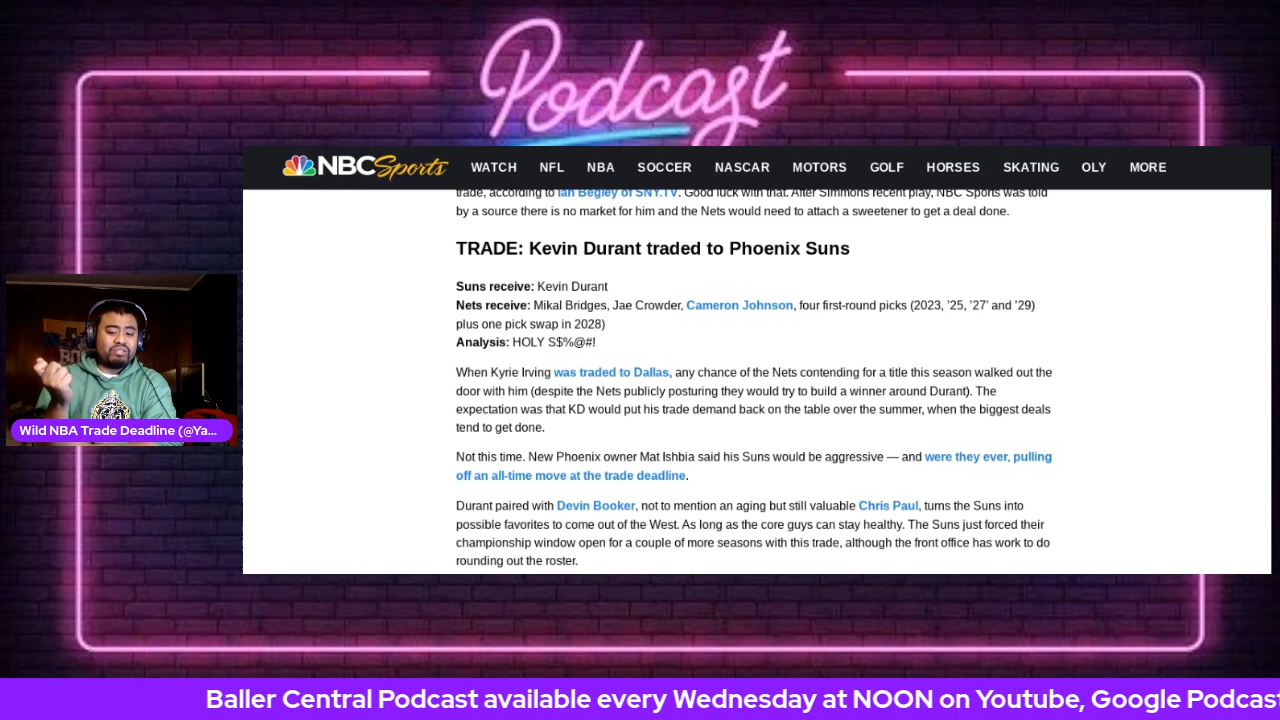 Podcast
NBC Sports WATCH NFL NBA SOCCER NASCAR MOTORS GOLF HORSES SKATING OLY MORE
trade, according to Ian Begley of SNY.TV. Good luck with that. After Simmons recent play, NBC Sports was told
by a source there is no market for him and the Nets would need to attach a sweetener to get a deal done.
TRADE: Kevin Durant traded to Phoenix Suns
Suns receive: Kevin Durant
Nets receive: Mikal Bridges, Jae Crowder, Cameron Johnson, four first-round picks (2023, ’25, ’27’ and ’29)
plus one pick swap in 2028)
Analysis: HOLY S$%@#!
When Kyrie Irving was traded to Dallas, any chance of the Nets contending for a title this season walked out the
door with him (despite the Nets publicly posturing they would try to build a winner around Durant). The
expectation was that KD would put his trade demand back on the table over the summer, when the biggest deals
tend to get done.
Not this time. New Phoenix owner Mat Ishbia said his Suns would be aggressive — and were they ever, pulling
off an all-time move at the trade deadline.
Durant paired with Devin Booker, not to mention an aging but still valuable Chris Paul, turns the Suns into
possible favorites to come out of the West. As long as the core guys can stay healthy. The Suns just forced their
championship window open for a couple of more seasons with this trade, although the front office has work to do
rounding out the roster.
Wild NBA Trade Deadline (@Ya...
Baller Central Podcast available every Wednesday at NOON on Youtube, Google Podcast